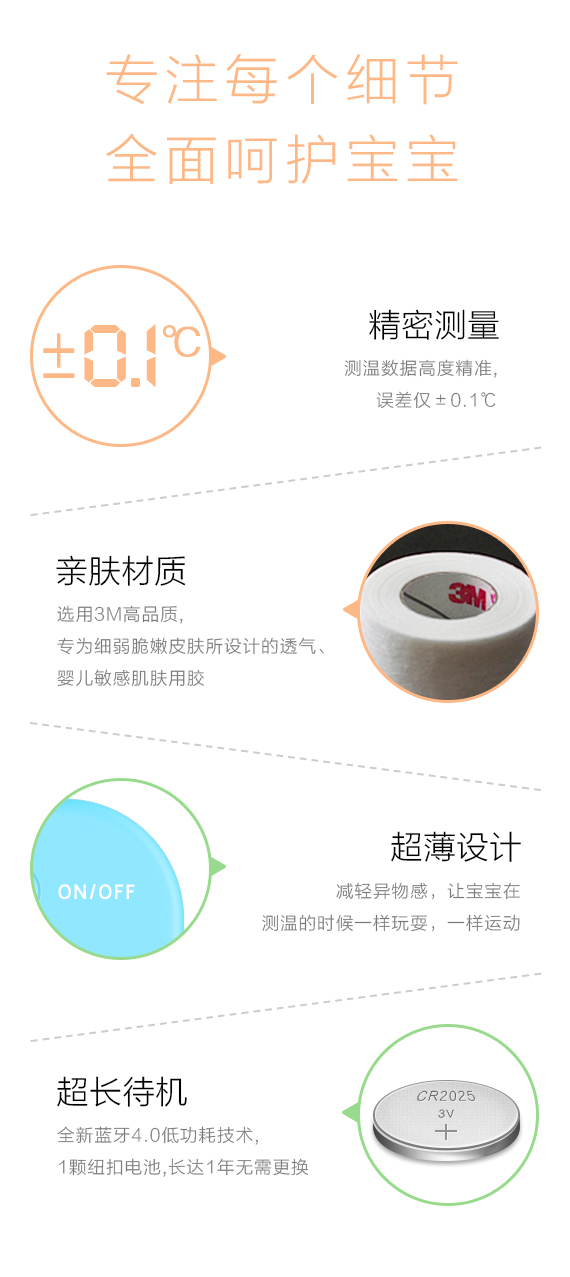 专注每个细节
全面呵护宝宝
±0.1℃
精密测量
测温数据高度精准,
误差仅±0.1℃
亲肤材质
选用3M高品质,
专为细弱脆嫩皮肤所设计的透气、
婴儿敏感肌肤用胶
3M
ON/OFF
超薄设计
减轻异物感，让宝宝在
测温的时候一样玩耍，一样运动
超长待机
全新蓝牙4.0低功耗技术,
1颗纽扣电池,长达1年无需更换
CR2025
3V
+